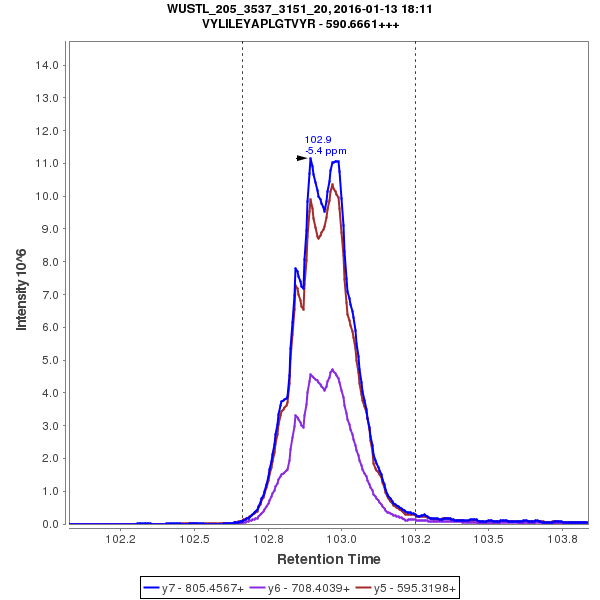 WUSTL_205_3537_3151_20, 2016-01-13 18:11
VYLILEYAPLGTVYR - 590.6661+++
14.0
13.0
12.0
11.0
10.0
9.0
8.0
7.0
6.0
5.0
4.0
3.0
2.0
1.0
0.0
Intensity 10^6
102.9
-5.4 ppm
102.2 102.5 102.8 103.0 103.2 103.5 103.8
Retention Time
y7 - 805.4567+ y6 - 708.4039+ y5 - 595.3198+